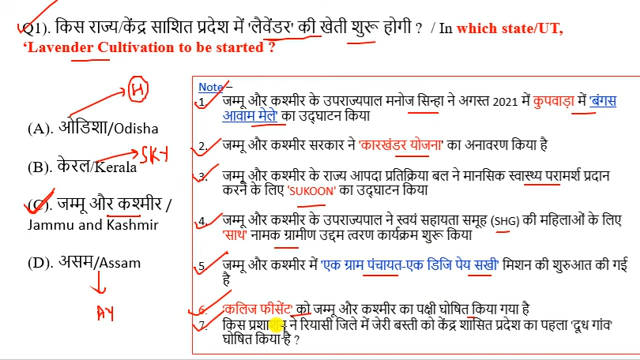 Q1) किस राज्य/केंद्र साशित प्रदेश में 'लैवेंडर' की खेती शुरू होगी ? / In which state/UT,
'Lavender Cultivation to be started ?
(A). ओडिशा/Odisha
H
(B). केरल/Kerala
SKY
(C). जम्मू और कश्मीर /
Jammu and Kashmir
(D). असम/Assam
AY
Note –
1. जम्मू और कश्मीर के उपराज्यपाल मनोज सिन्हा ने अगस्त 2021 में कुपवाड़ा में 'बंगस
आवाम मेले' का उद्घाटन किया
2. जम्मू और कश्मीर सरकार ने 'कारखंडर योजना' का अनावरण किया है
3. जम्मू और कश्मीर के राज्य आपदा प्रतिक्रिया बल ने मानसिक स्वास्थ्य परामर्श प्रदान
करने के लिए 'SUKOON' का उद्घाटन किया
4. जम्मू और कश्मीर के उपराज्यपाल ने स्वयं सहायता समूह (SHG) की महिलाओं के लिए
'साथ' नामक ग्रामीण उद्दम त्वरण कार्यक्रम शुरू किया
5. जम्मू और कश्मीर में 'एक ग्राम पंचायत-एक डिजि पेय सखी' मिशन की शुरुआत की गई
है
6. 'कलिज फीसेंट' को जम्मू और कश्मीर का पक्षी घोषित किया गया है
7. किस ने रियासी जिले में जेरी बस्ती को केंद्र शासित प्रदेश का पहला 'दूध गांव'
घोषित किया है ?